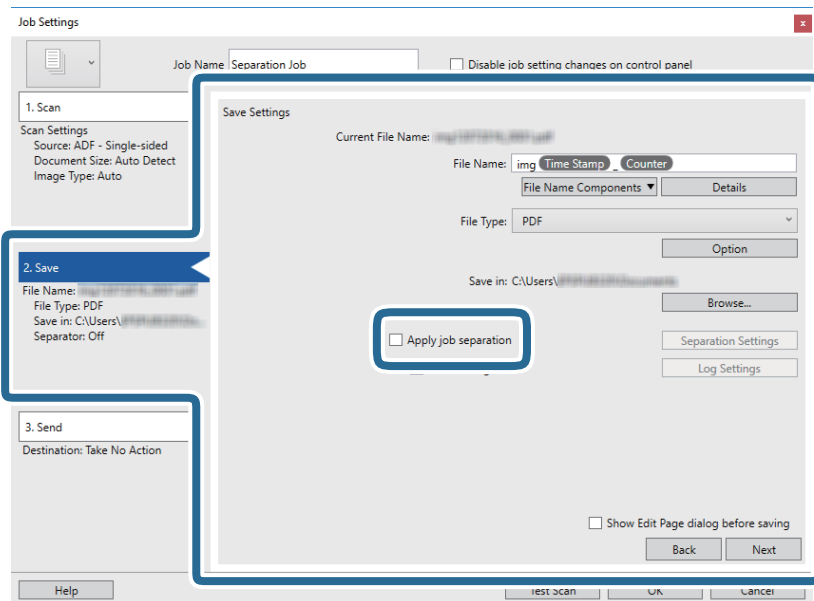 Job Settings
x
Job Name Separation Job
Disable job setting changes on control panel
1. Scan
Scan Settings
Source: ADF - Single-sided
Document Size: Auto Detect
Image Type: Auto
2. Save
File Name:
File Type: PDF
Save in: C:\Users\
Separator: Off
3. Send
Destination: Take No Action
Save Settings
Current File Name:
File Name: img Time Stamp _ Counter
File Name Components ▼ Details
File Type: PDF
Option
Save in: C:\Users\
Browse...
Apply job separation Separation Settings
Log Settings
Show Edit Page dialog before saving
Back Next
Help Test Scan OK Cancel